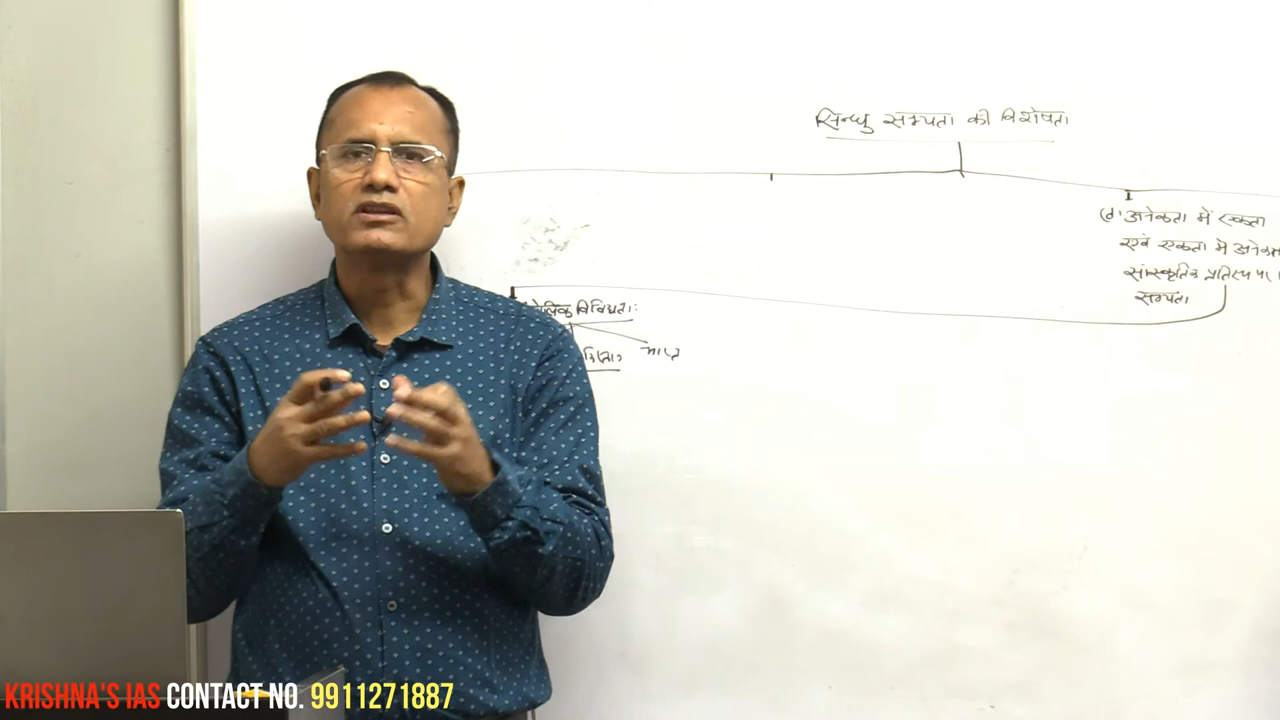 सिन्धु सभ्यता की विशेषता
(d) अनेकता में एकता
एवं एकता में अनेकता
सांस्कृतिक प्रतिरूप पर
सभ्यता
विविधता:
KRISHNA'S IAS CONTACT NO. 9911271887